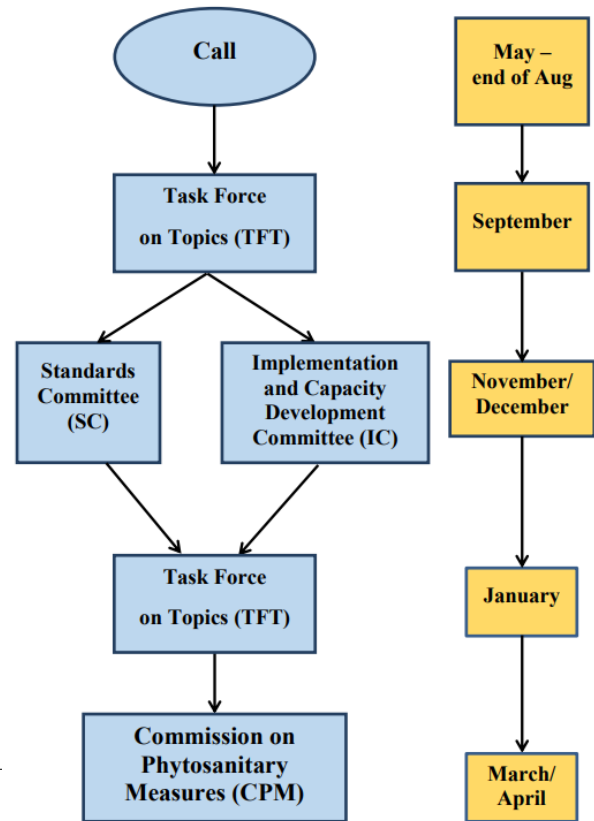 Call
May –
end of Aug
Task Force
on Topics (TFT)
September
Standards
Committee
(SC)
Implementation
and Capacity
Development
Committee (IC)
November/
December
Task Force
on Topics (TFT)
January
Commission on
Phytosanitary
Measures (CPM)
March/
April